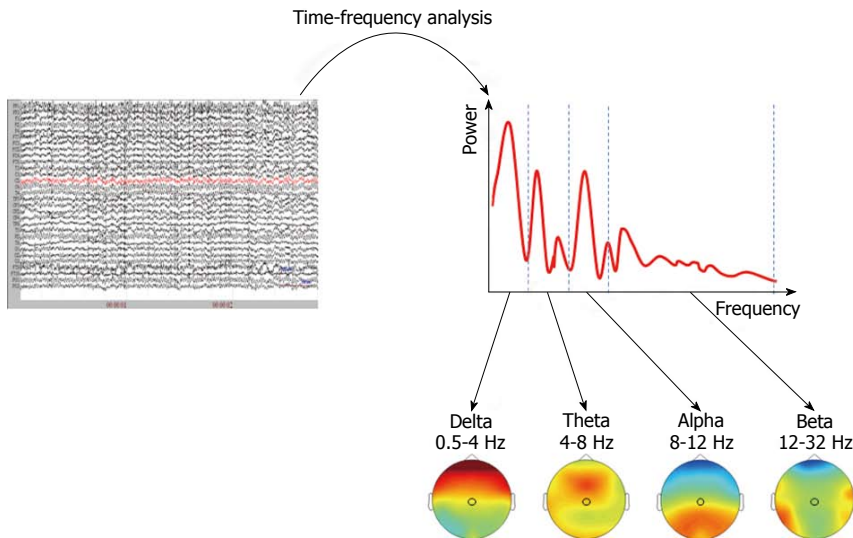 Time-frequency analysis
Power
Frequency
Delta
0.5-4 Hz
Theta
4-8 Hz
Alpha
8-12 Hz
Beta
12-32 Hz